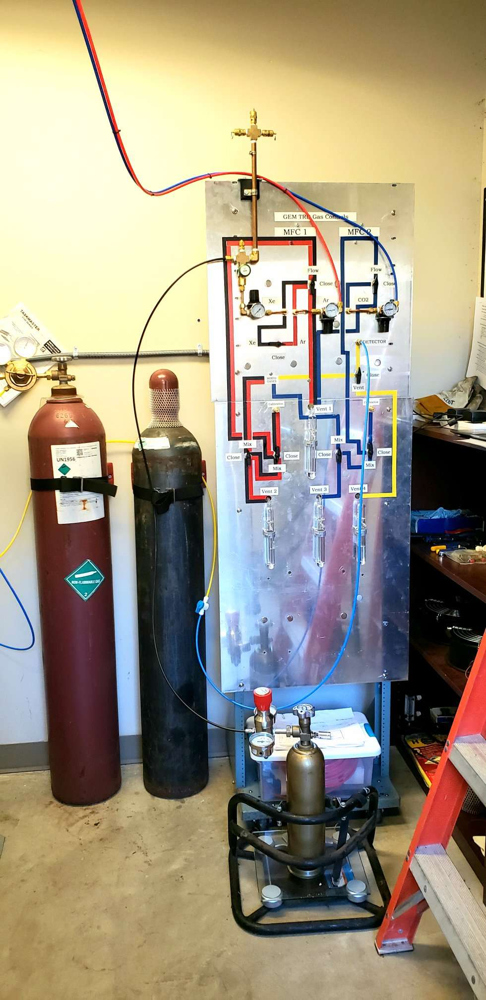 GEM TRD Gas Controls
MFC 1
MFC 2
Flow
Flow
Close
Close
Xe
Ar
CO2
Xe
Ar
DETECTOR
Close
Close
MIXED
GASES
Vent
Calibration
Calibration
Vent 1
Mix
Mix
Close
Close
Close
Close
Mix
Mix
Vent 2
Vent 3
Vent 4
TASKMASTER
UN1956
NON-FLAMMABLE GAS
2